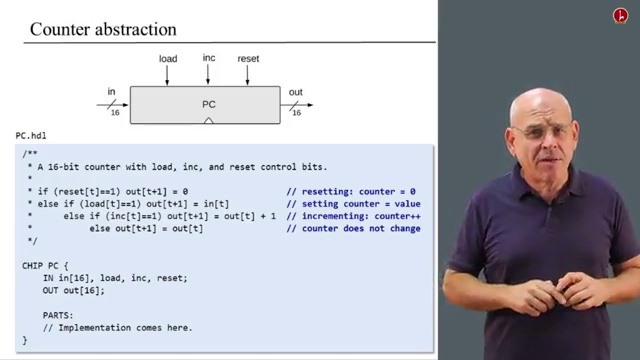 Counter abstraction
load inc reset
in PC out
16 16
PC.hdl
/**
* A 16-bit counter with load, inc, and reset control bits.
*
* if (reset[t]==1) out[t+1] = 0 // resetting: counter = 0
* else if (load[t]==1) out[t+1] = in[t] // setting counter = value
* else if (inc[t]==1) out[t+1] = out[t] + 1 // incrementing: counter++
* else out[t+1] = out[t] // counter does not change
*/
CHIP PC {
IN in[16], load, inc, reset;
OUT out[16];
PARTS:
// Implementation comes here.
}